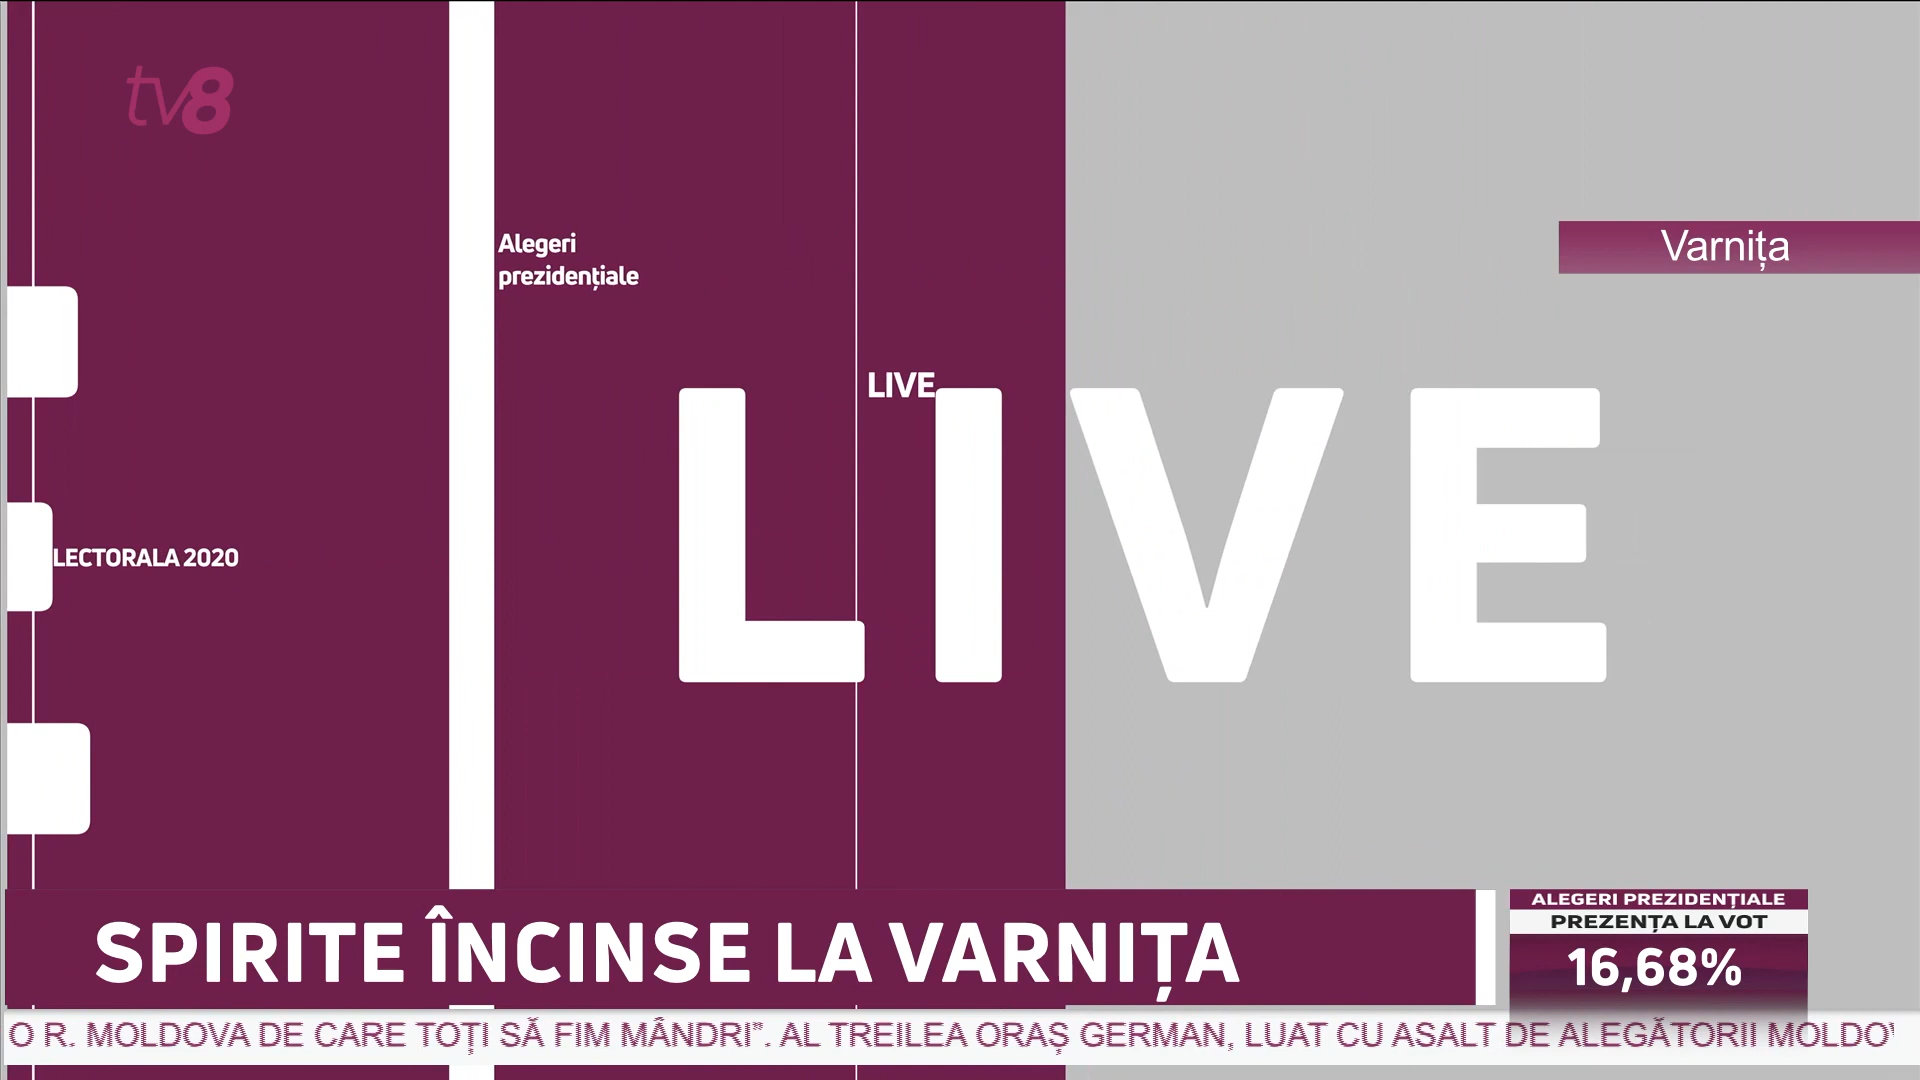 tv8
Alegeri
prezidențiale
Varnița
LIVE
LIVE
LECTORALA 2020
SPIRITE ÎNCINSE LA VARNIȚA
ALEGERI PREZIDENȚIALE
PREZENȚA LA VOT
16,68%
O R. MOLDOVA DE CARE TOȚI SĂ FIM MÂNDRI”. AL TREILEA ORAȘ GERMAN, LUAT CU ASALT DE ALEGĂTORII MOLDOV